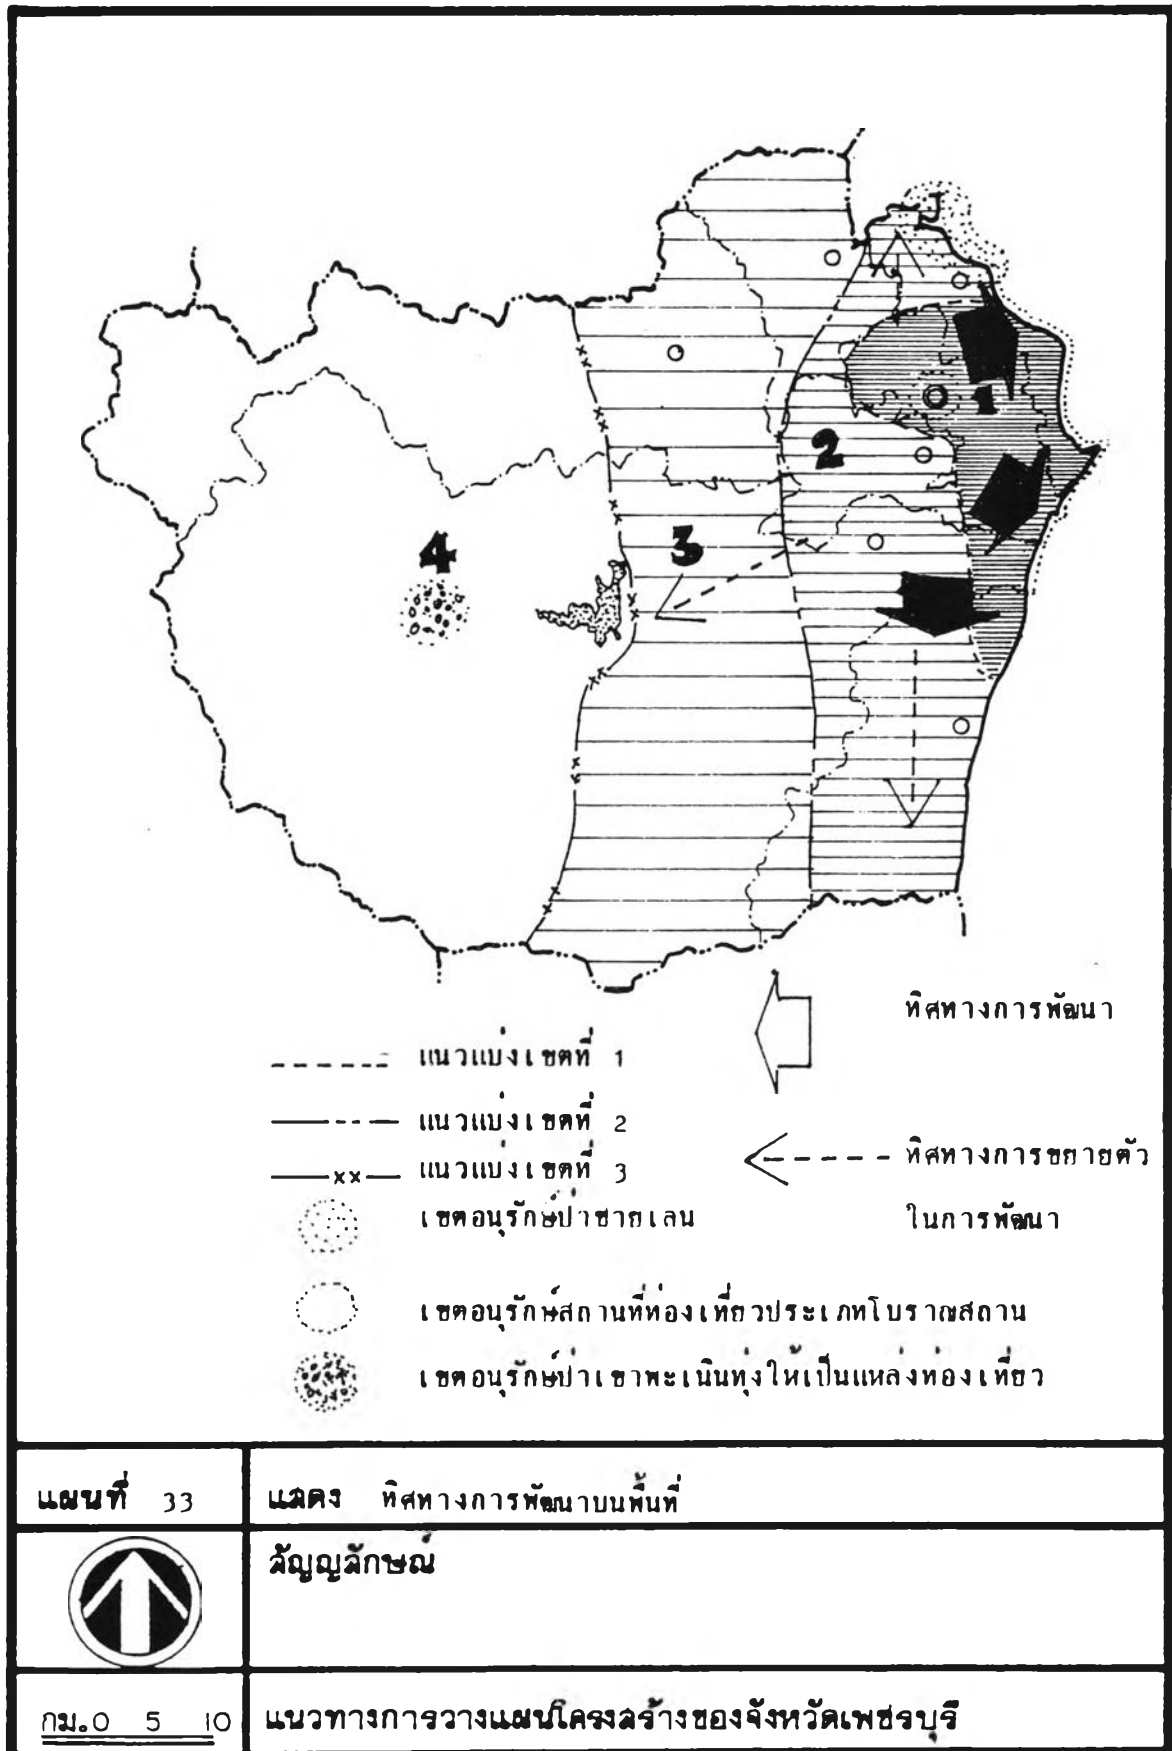 1
2
3
4
ทิศทางการพัฒนา
แนวแบ่งเขตที่ 1
แนวแบ่งเขตที่ 2
ทิศทางการขยายตัว
แนวแบ่งเขตที่ 3
ในการพัฒนา
เขตอนุรักษ์ป่าชายเลน
เขตอนุรักษ์สถานที่ท่องเที่ยวประเภทโบราณสถาน
เขตอนุรักษ์ป่าเขาพะเนินทุ่งให้เป็นแหล่งท่องเที่ยว
แผนที่ 33
แสดง ทิศทางการพัฒนาบนพื้นที่
สัญญลักษณ์
กม.0 5 10
แนวทางการวางแผนโครงสร้างของจังหวัดเพชรบุรี